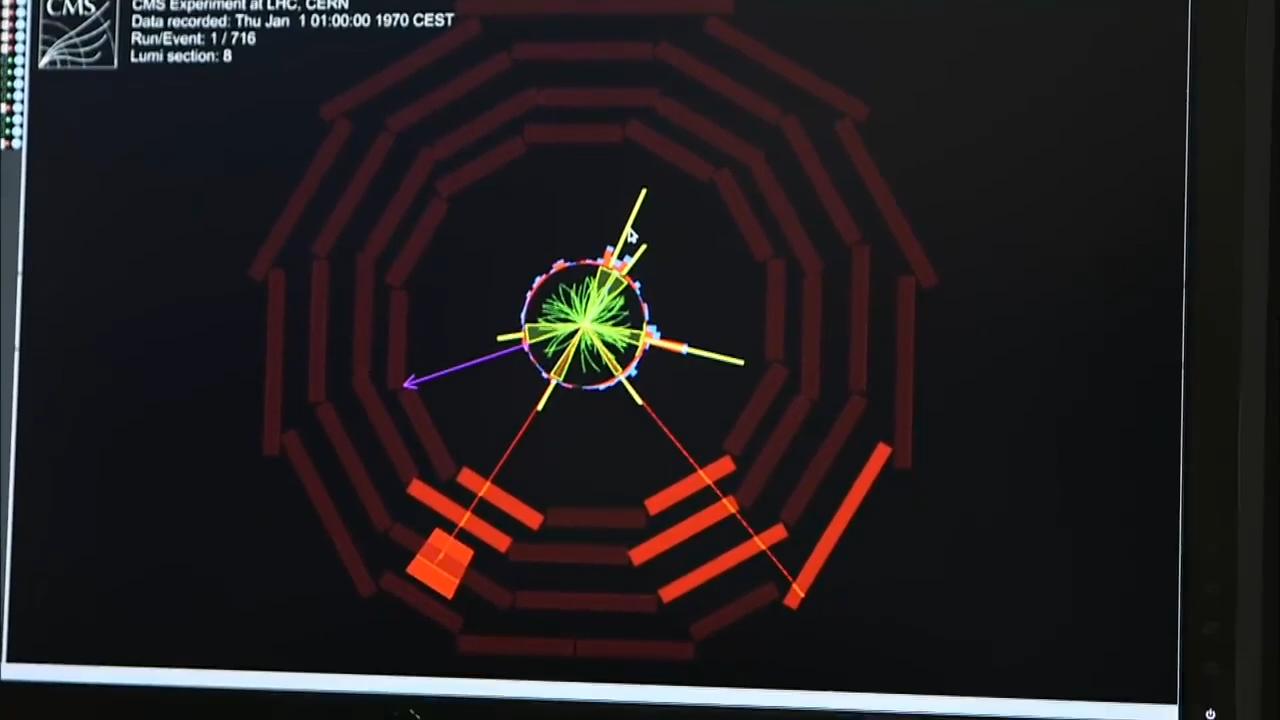 CMS
CMS Experiment at LHC, CERN
Data recorded: Thu Jan 1 01:00:00 1970 CEST
Run/Event: 1 / 716
Lumi section: 8